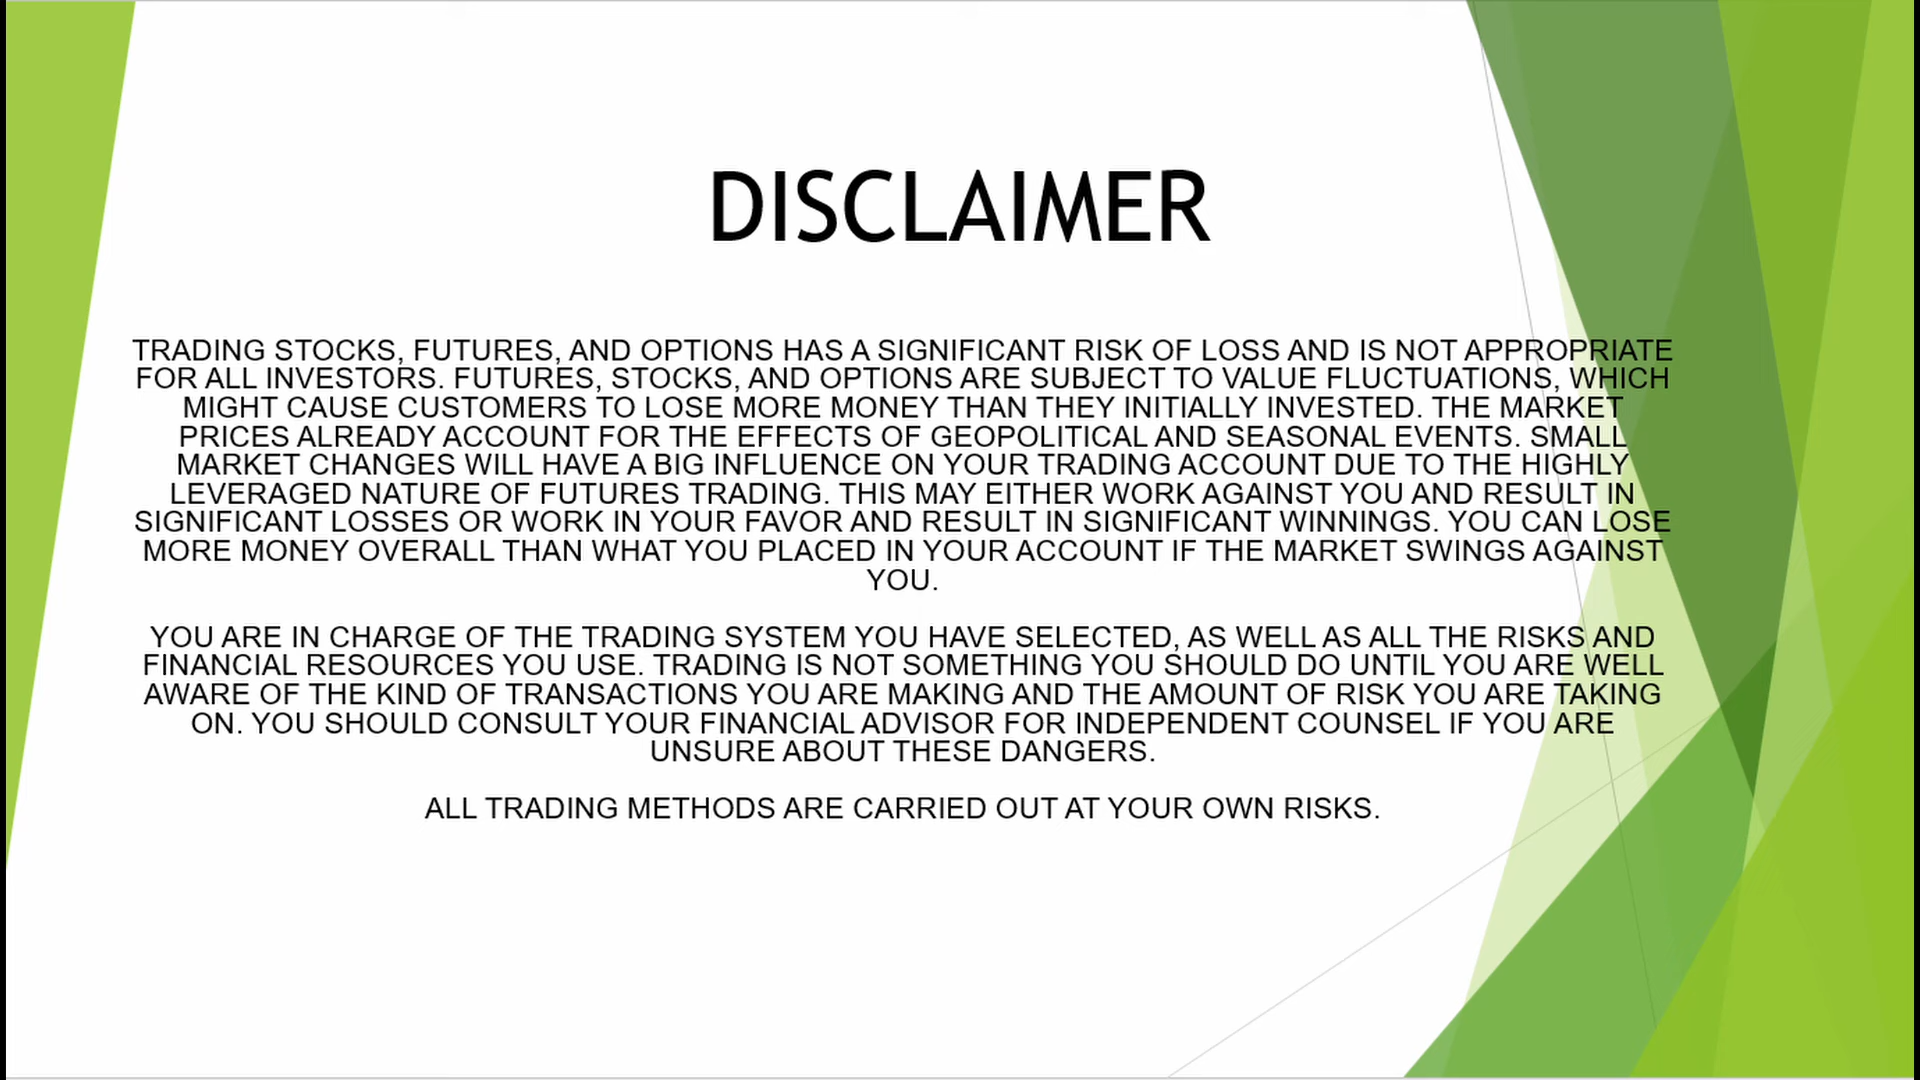 DISCLAIMER
TRADING STOCKS, FUTURES, AND OPTIONS HAS A SIGNIFICANT RISK OF LOSS AND IS NOT APPROPRIATE
FOR ALL INVESTORS. FUTURES, STOCKS, AND OPTIONS ARE SUBJECT TO VALUE FLUCTUATIONS, WHICH
MIGHT CAUSE CUSTOMERS TO LOSE MORE MONEY THAN THEY INITIALLY INVESTED. THE MARKET
PRICES ALREADY ACCOUNT FOR THE EFFECTS OF GEOPOLITICAL AND SEASONAL EVENTS. SMALL
MARKET CHANGES WILL HAVE A BIG INFLUENCE ON YOUR TRADING ACCOUNT DUE TO THE HIGHLY
LEVERAGED NATURE OF FUTURES TRADING. THIS MAY EITHER WORK AGAINST YOU AND RESULT IN
SIGNIFICANT LOSSES OR WORK IN YOUR FAVOR AND RESULT IN SIGNIFICANT WINNINGS. YOU CAN LOSE
MORE MONEY OVERALL THAN WHAT YOU PLACED IN YOUR ACCOUNT IF THE MARKET SWINGS AGAINST
YOU.
YOU ARE IN CHARGE OF THE TRADING SYSTEM YOU HAVE SELECTED, AS WELL AS ALL THE RISKS AND
FINANCIAL RESOURCES YOU USE. TRADING IS NOT SOMETHING YOU SHOULD DO UNTIL YOU ARE WELL
AWARE OF THE KIND OF TRANSACTIONS YOU ARE MAKING AND THE AMOUNT OF RISK YOU ARE TAKING
ON. YOU SHOULD CONSULT YOUR FINANCIAL ADVISOR FOR INDEPENDENT COUNSEL IF YOU ARE
UNSURE ABOUT THESE DANGERS.
ALL TRADING METHODS ARE CARRIED OUT AT YOUR OWN RISKS.